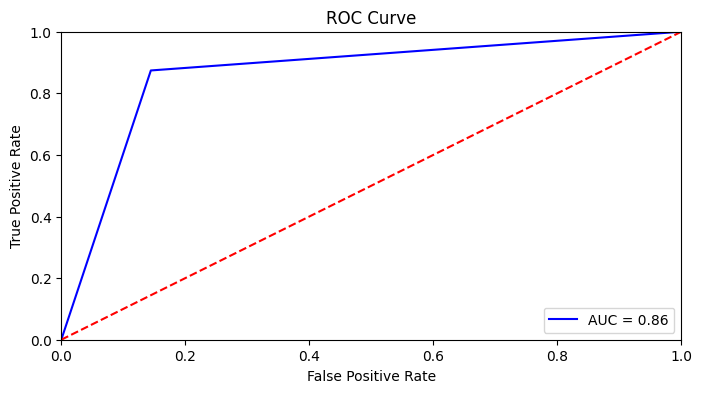 ROC Curve
1.0
0.8
0.6
0.4
0.2
0.0
True Positive Rate
AUC = 0.86
0.0 0.2 0.4 0.6 0.8 1.0
False Positive Rate